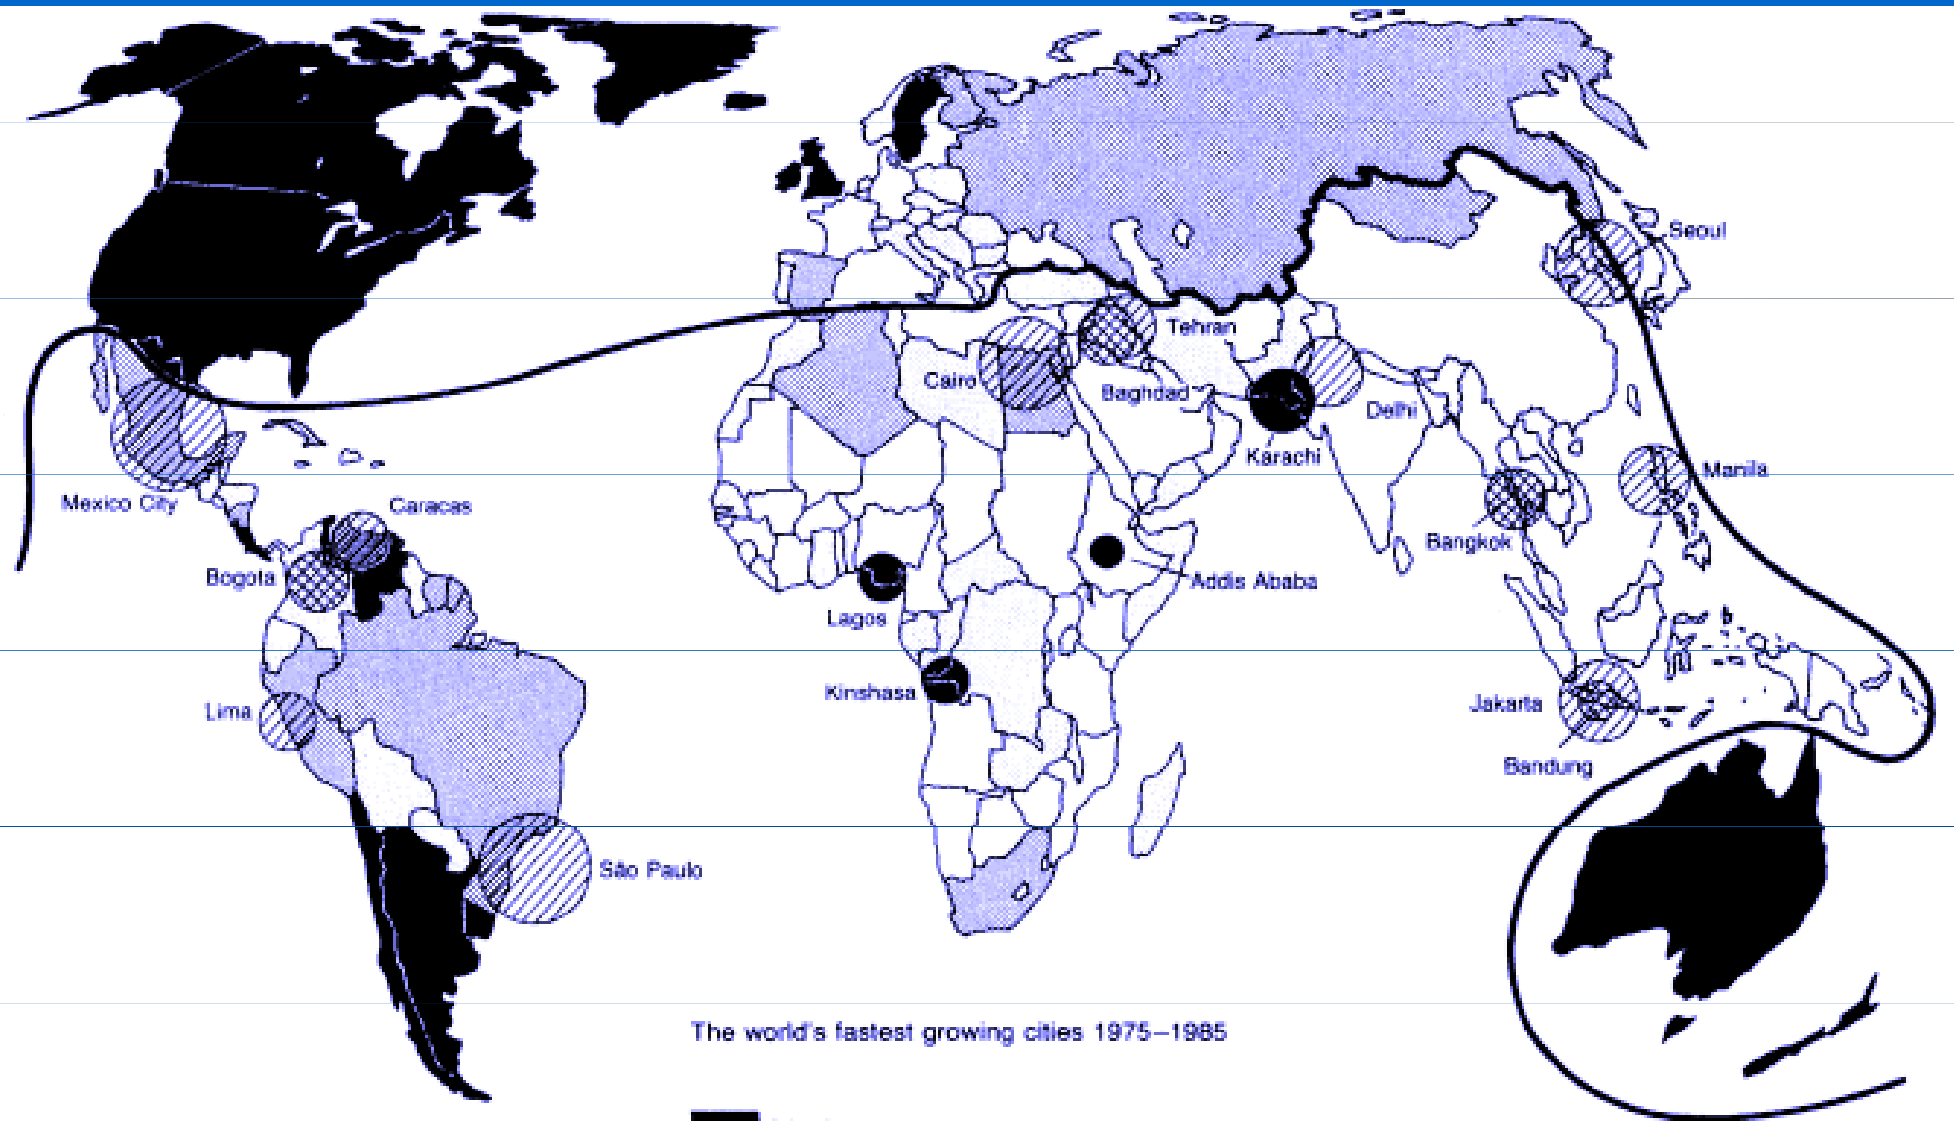 Seoul
Tehran
Cairo
Baghdad
Delhi
Karachi
Manila
Mexico City
Caracas
Bangkok
Bogota
Addis Ababa
Lagos
Kinshasa
Lima
Jakarta
Bandung
São Paulo
The world's fastest growing cities 1975–1985